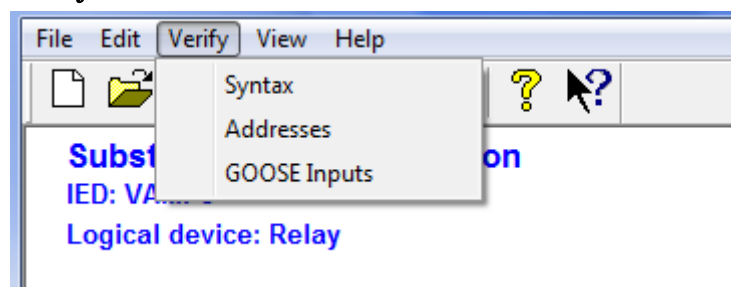 File Edit Verify View Help
Syntax
Addresses
GOOSE Inputs
Subst on
IED: VA
Logical device: Relay